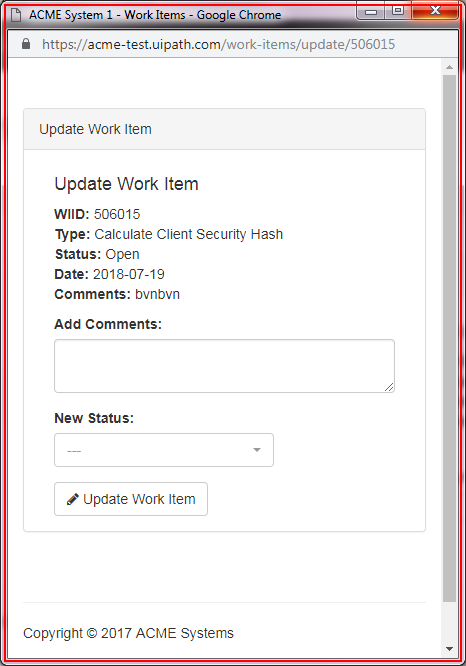 ACME System 1 - Work Items - Google Chrome
https://acme-test.uipath.com/work-items/update/506015
Update Work Item
Update Work Item
WIID: 506015
Type: Calculate Client Security Hash
Status: Open
Date: 2018-07-19
Comments: bvnbvn
Add Comments:
New Status:
---
Update Work Item
Copyright © 2017 ACME Systems